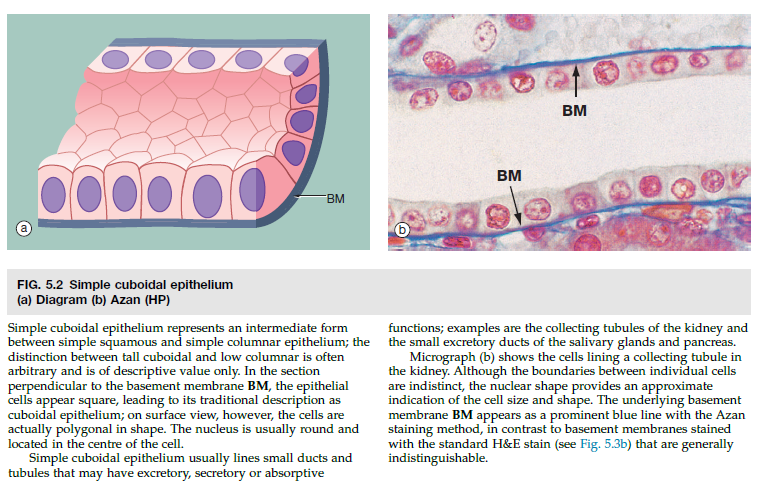 BM
a
BM
BM
b
FIG. 5.2 Simple cuboidal epithelium
(a) Diagram (b) Azan (HP)
Simple cuboidal epithelium represents an intermediate form
between simple squamous and simple columnar epithelium; the
distinction between tall cuboidal and low columnar is often
arbitrary and is of descriptive value only. In the section
perpendicular to the basement membrane BM, the epithelial
cells appear square, leading to its traditional description as
cuboidal epithelium; on surface view, however, the cells are
actually polygonal in shape. The nucleus is usually round and
located in the centre of the cell.
Simple cuboidal epithelium usually lines small ducts and
tubules that may have excretory, secretory or absorptive
functions; examples are the collecting tubules of the kidney and
the small excretory ducts of the salivary glands and pancreas.
Micrograph (b) shows the cells lining a collecting tubule in
the kidney. Although the boundaries between individual cells
are indistinct, the nuclear shape provides an approximate
indication of the cell size and shape. The underlying basement
membrane BM appears as a prominent blue line with the Azan
staining method, in contrast to basement membranes stained
with the standard H&E stain (see Fig. 5.3b) that are generally
indistinguishable.